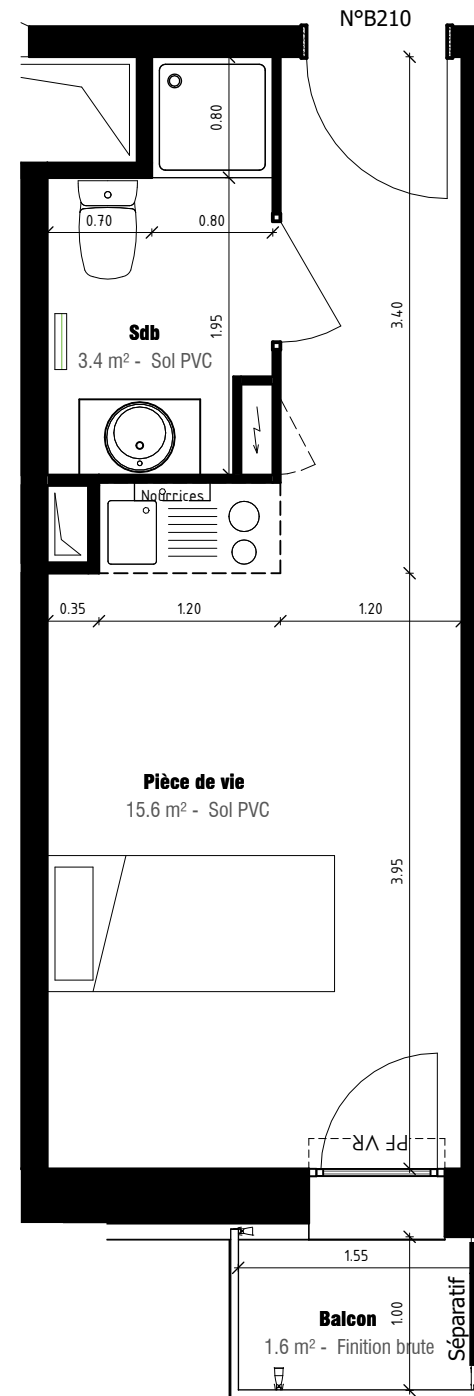 N°B210
0.80
0.70
0.80
3.40
1.95
Sdb
3.4 m² - Sol PVC
Nourrices
0.35
1.20
1.20
Pièce de vie
15.6 m² - Sol PVC
3.95
PF VR
1.55
1.00
Séparatif
Balcon
1.6 m² - Finition brute